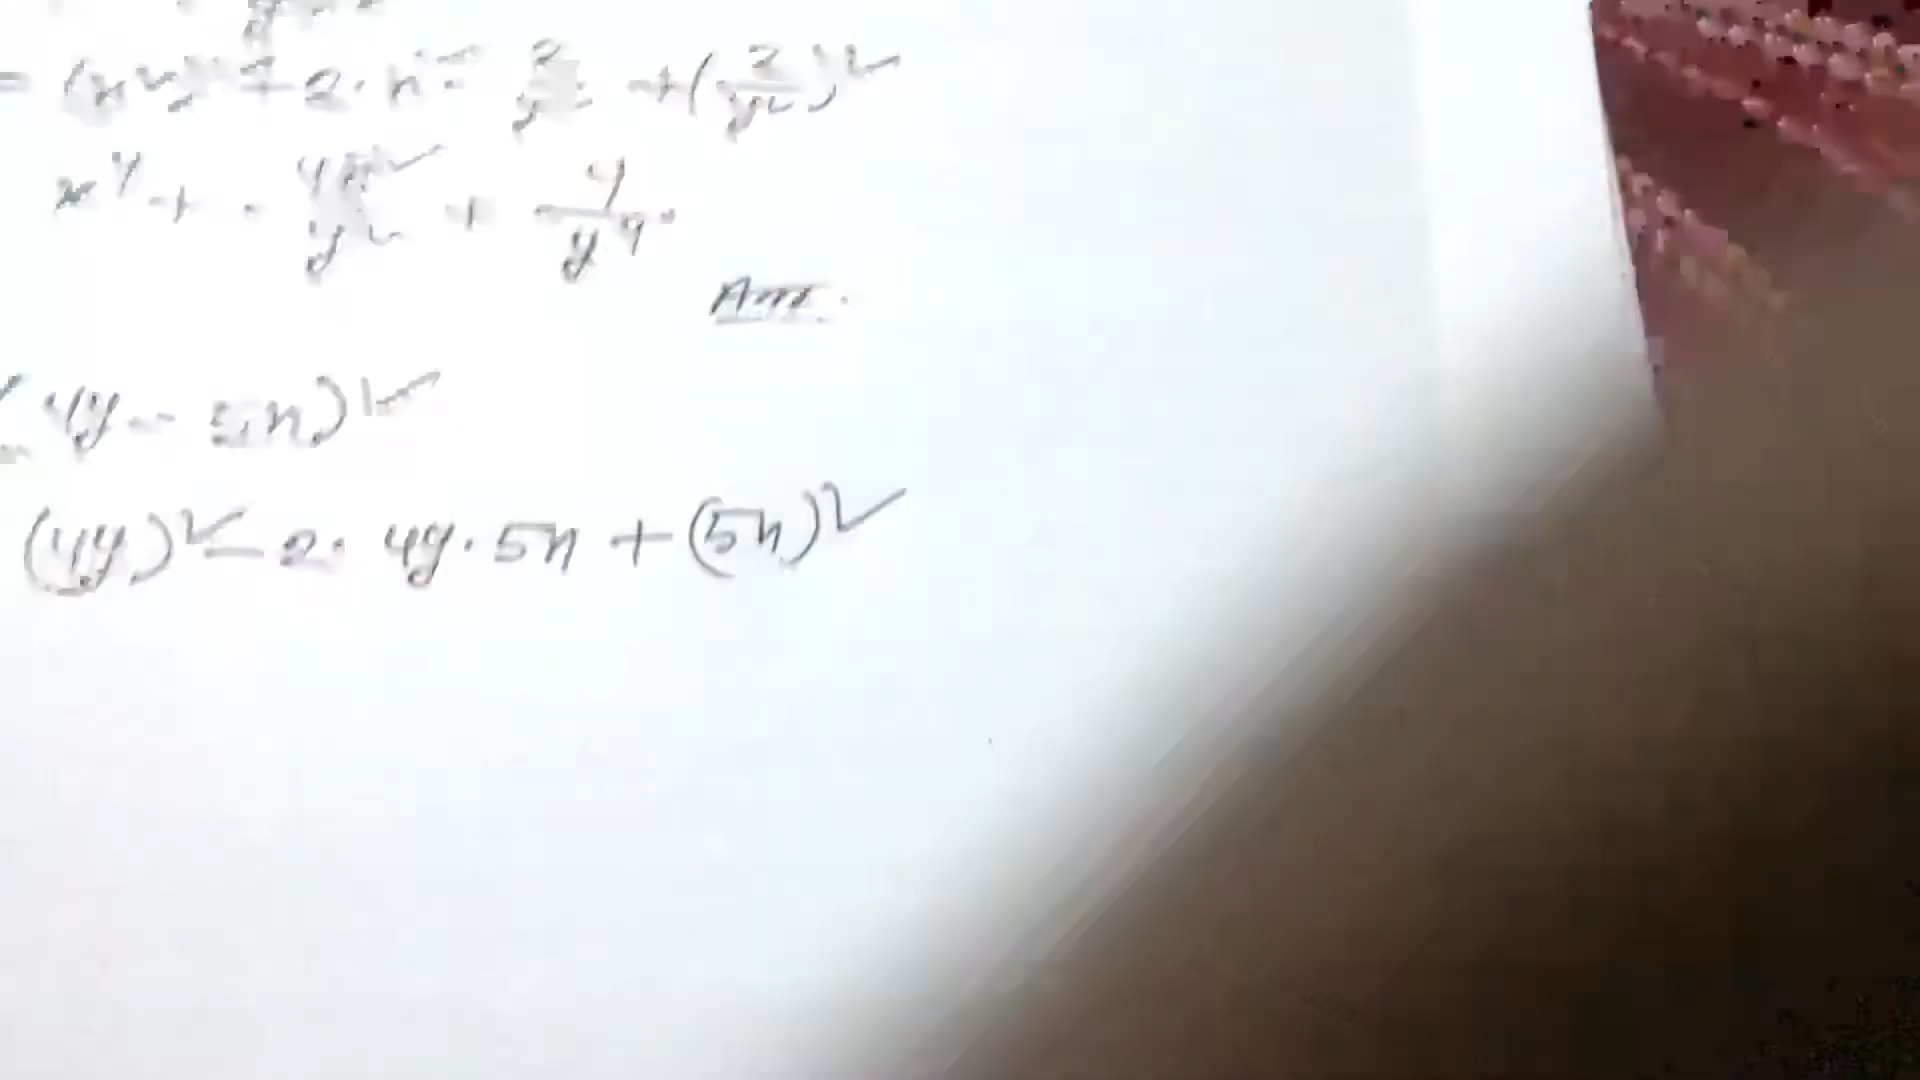 = (x²)² + 2 · x² · 2/y² + (2/y²)²
x⁴ + · 4x²/y² + 4/y⁴ ·
Ans.
(4y - 5x)²
(4y)² - 2 · 4y · 5x + (5x)²